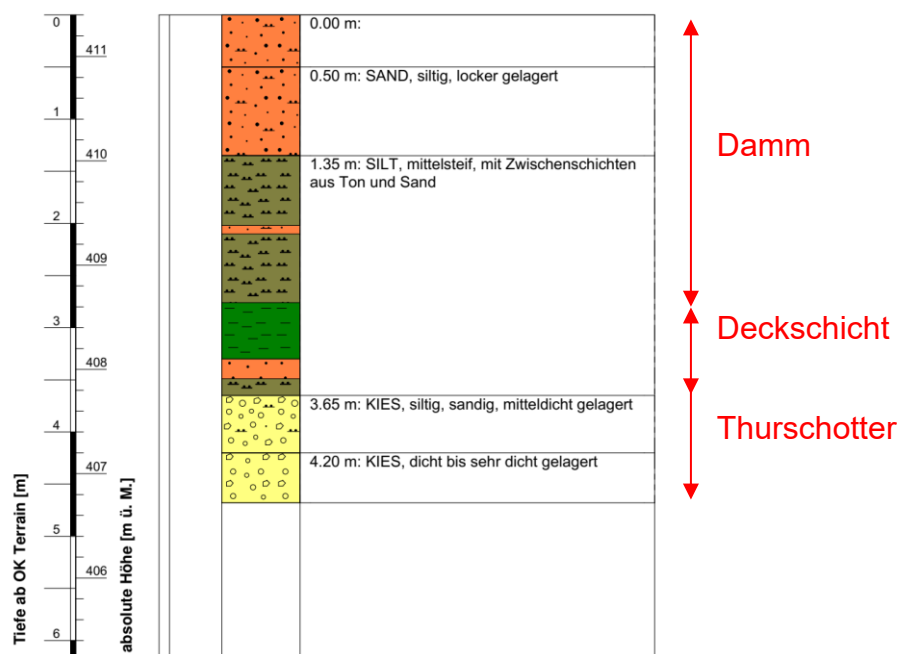 0
411
0.00 m:
0.50 m: SAND, siltig, locker gelagert
1
Damm
410
1.35 m: SILT, mittelsteif, mit Zwischenschichten
aus Ton und Sand
2
409
3
Deckschicht
408
3.65 m: KIES, siltig, sandig, mitteldicht gelagert
4
Thurschotter
4.20 m: KIES, dicht bis sehr dicht gelagert
407
5
406
6
Tiefe ab OK Terrain [m]
absolute Höhe [m ü. M.]